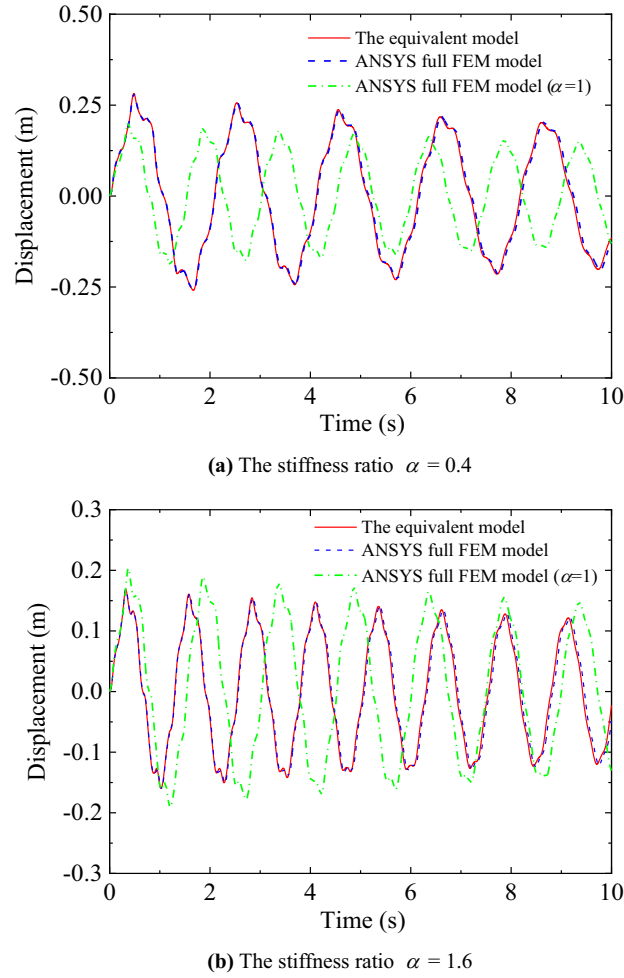 The equivalent model
ANSYS full FEM model
ANSYS full FEM model (α=1)
0.50
0.25
0.00
-0.25
-0.50
Displacement (m)
0 2 4 6 8 10
Time (s)
(a) The stiffness ratio α = 0.4
The equivalent model
ANSYS full FEM model
ANSYS full FEM model (α=1)
0.3
0.2
0.1
0.0
-0.1
-0.2
-0.3
Displacement (m)
0 2 4 6 8 10
Time (s)
(b) The stiffness ratio α = 1.6